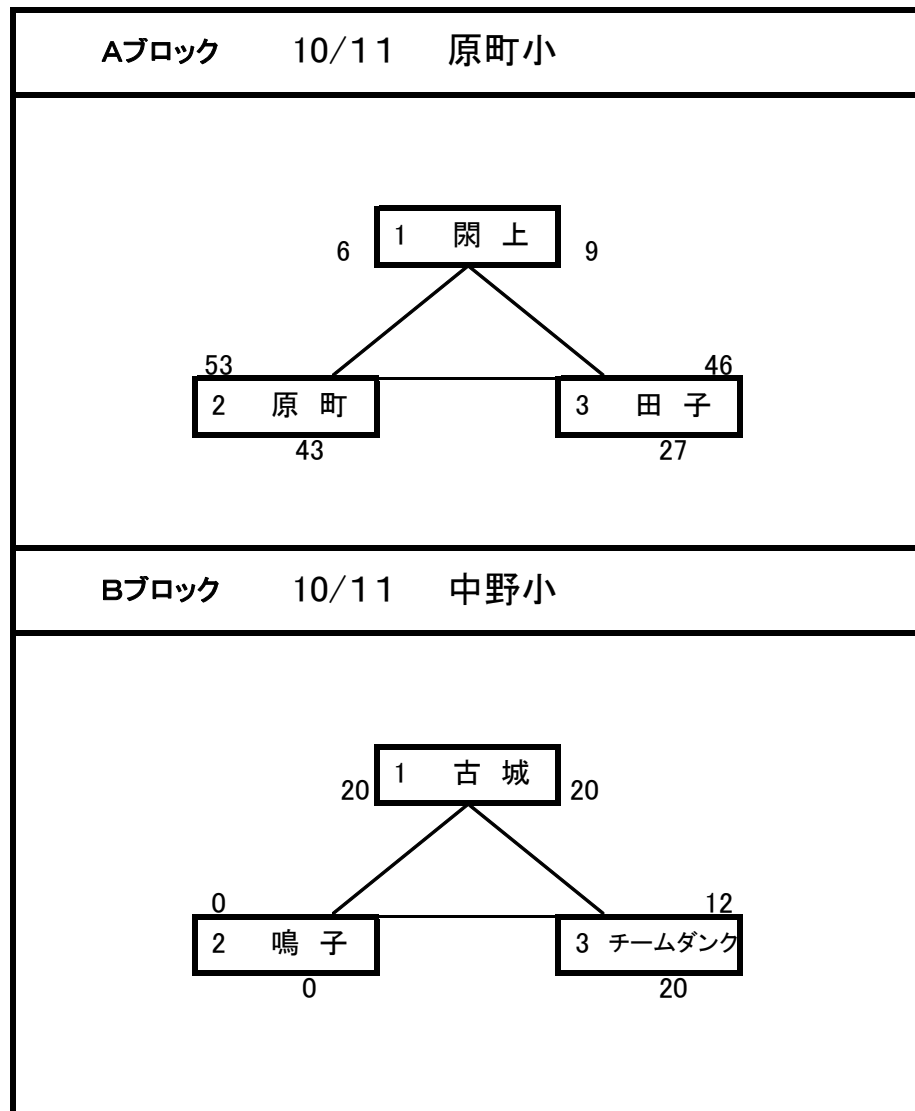 Aブロック 10/11 原町小
6 1 閖 上 9
53 46
2 原 町 3 田 子
43 27
Bブロック 10/11 中野小
20 1 古 城 20
0 12
2 鳴 子 3 チームダンク
0 20